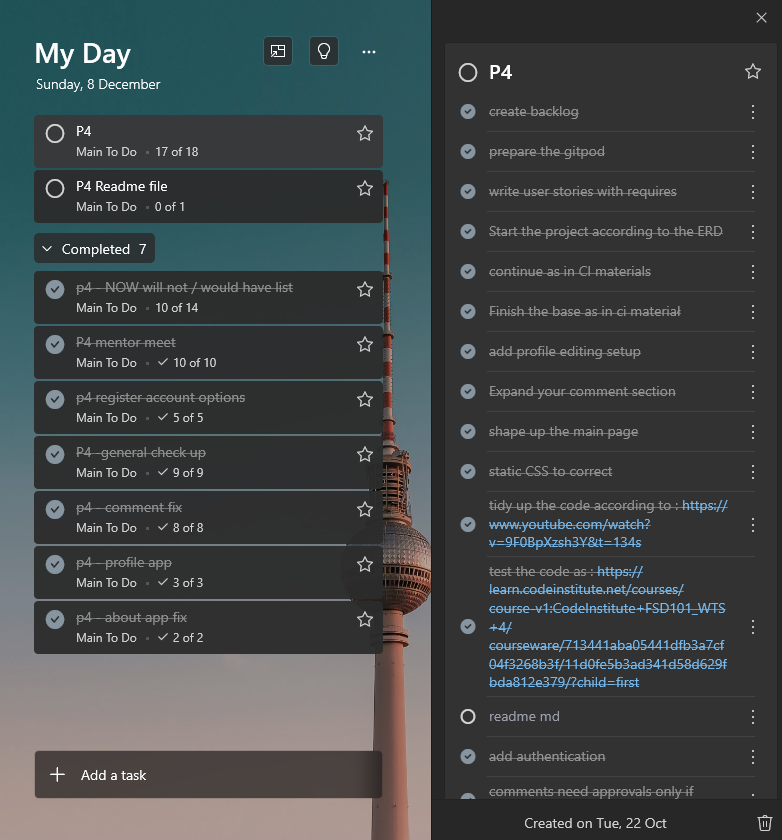 My Day
Sunday, 8 December
P4
Main To Do • 17 of 18
P4 Readme file
Main To Do • 0 of 1
Completed 7
p4 - NOW will not / would have list
Main To Do • 10 of 14
P4 mentor meet
Main To Do • ✓ 10 of 10
p4 register account options
Main To Do • ✓ 5 of 5
P4 -general check up
Main To Do • ✓ 9 of 9
p4 - comment fix
Main To Do • ✓ 8 of 8
p4 - profile app
Main To Do • ✓ 3 of 3
p4 - about app fix
Main To Do • ✓ 2 of 2
Add a task
P4
create backlog
prepare the gitpod
write user stories with requires
Start the project according to the ERD
continue as in CI materials
Finish the base as in ci material
add profile editing setup
Expand your comment section
shape up the main page
static CSS to correct
tidy up the code according to : https://
www.youtube.com/watch?
v=9F0BpXzsh3Y&t=134s
test the code as : https://
learn.codeinstitute.net/courses/
course-v1:CodeInstitute+FSD101_WTS
+4/
courseware/713441aba05441dfb3a7cf
04f3268b3f/11d0fe5b3ad341d58d629f
bda812e379/?child=first
readme md
add authentication
comments need approvals only if
Created on Tue, 22 Oct